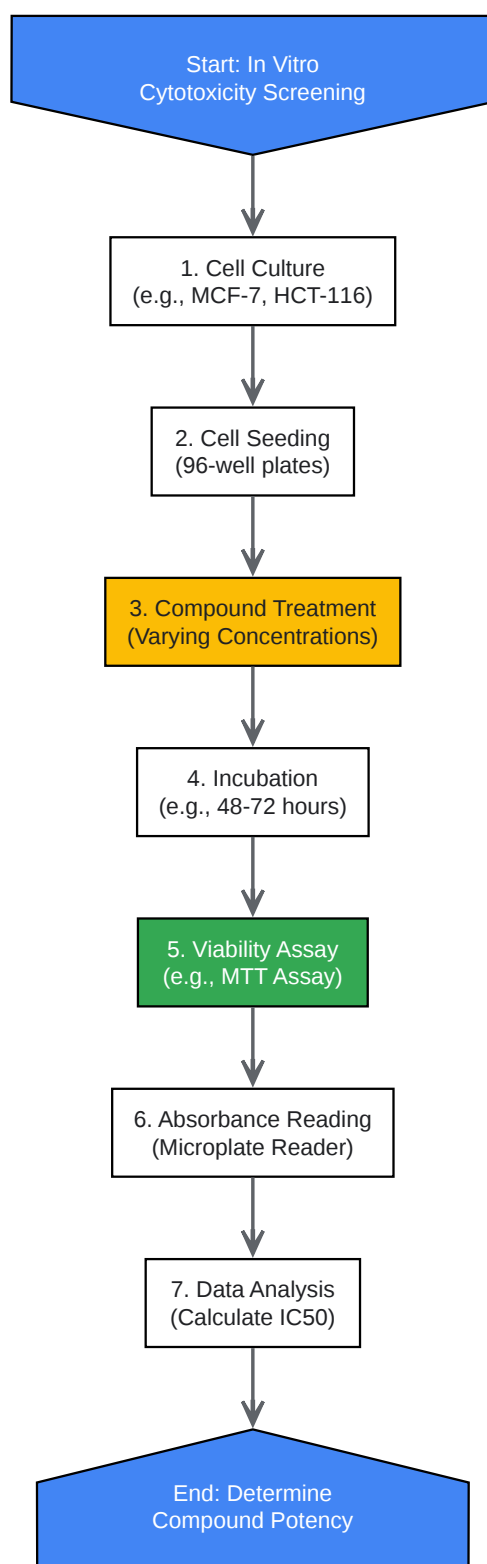 Start: In Vitro
Cytotoxicity Screening
1. Cell Culture
(e.g., MCF-7, HCT-116)
2. Cell Seeding
(96-well plates)
3. Compound Treatment
(Varying Concentrations)
4. Incubation
(e.g., 48-72 hours)
5. Viability Assay
(e.g., MTT Assay)
6. Absorbance Reading
(Microplate Reader)
7. Data Analysis
(Calculate IC50)
End: Determine
Compound Potency